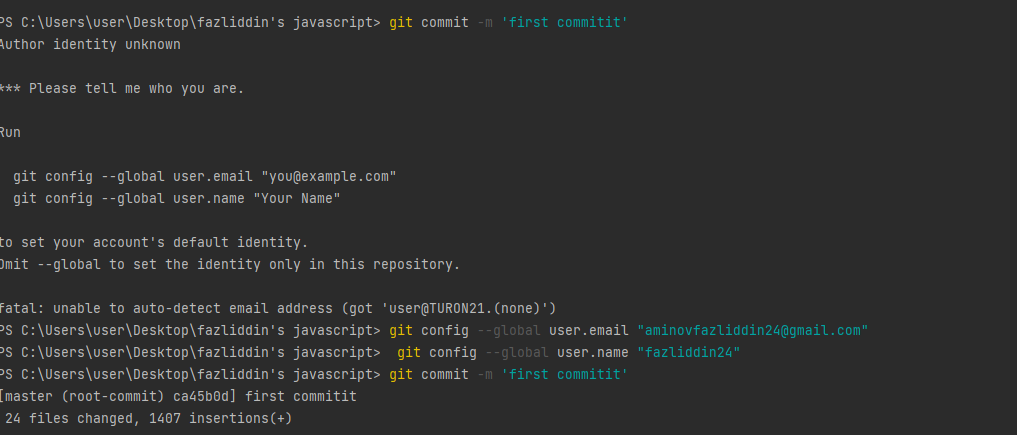 PS C:\Users\user\Desktop\fazliddin's javascript> git commit -m 'first commitit'
Author identity unknown
*** Please tell me who you are.
Run
git config --global user.email "you@example.com"
git config --global user.name "Your Name"
to set your account's default identity.
Omit --global to set the identity only in this repository.
fatal: unable to auto-detect email address (got 'user@TURON21.(none)')
PS C:\Users\user\Desktop\fazliddin's javascript> git config --global user.email "aminovfazliddin24@gmail.com"
PS C:\Users\user\Desktop\fazliddin's javascript>  git config --global user.name "fazliddin24"
PS C:\Users\user\Desktop\fazliddin's javascript> git commit -m 'first commitit'
[master (root-commit) ca45b0d] first commitit
24 files changed, 1407 insertions(+)